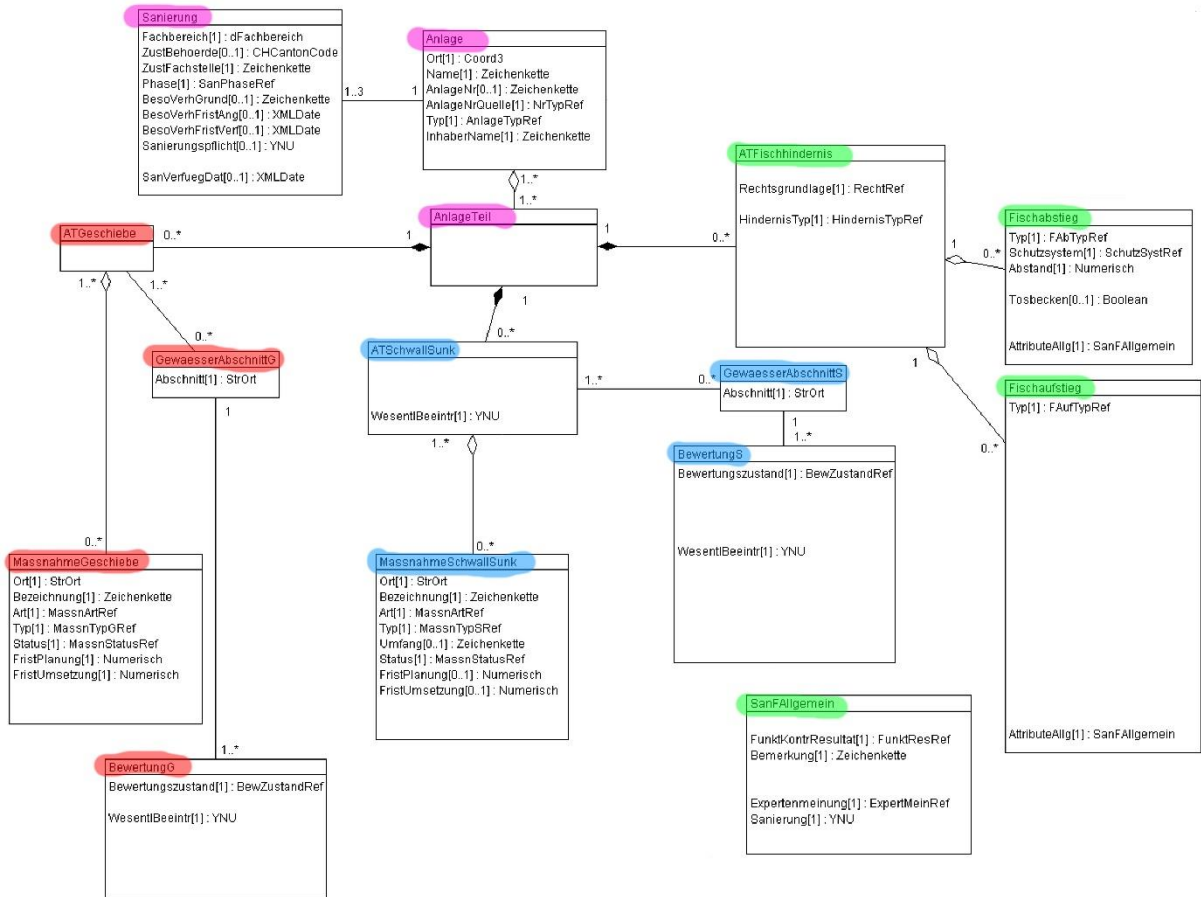 Sanierung
Fachbereich[1] : dFachbereich
ZustBehoerde[0..1] : CHCantonCode
ZustFachstelle[1] : Zeichenkette
Phase[1] : SanPhaseRef
BesoVerhGrund[0..1] : Zeichenkette
BesoVerhFristAng[0..1] : XMLDate
BesoVerhFristVerf[0..1] : XMLDate
Sanierungspflicht[0..1] : YNU
SanVerfuegDat[0..1] : XMLDate
1..3
1
Anlage
Ort[1] : Coord3
Name[1] : Zeichenkette
AnlageNr[0..1] : Zeichenkette
AnlageNrQuelle[1] : NrTypRef
Typ[1] : AnlageTypRef
InhaberName[1] : Zeichenkette
1..*
1..*
AnlageTeil
1
1
1
ATGeschiebe
0..*
1..*
1..*
0..*
GewaesserAbschnittG
Abschnitt[1] : StrOrt
1
0..*
ATSchwallSunk
WesentlBeeintr[1] : YNU
1..*
0..*
1..*
GewaesserAbschnittS
Abschnitt[1] : StrOrt
1
1..*
BewertungS
Bewertungszustand[1] : BewZustandRef
WesentlBeeintr[1] : YNU
ATFischhindernis
Rechtsgrundlage[1] : RechtRef
HindernisTyp[1] : HindernisTypRef
0..*
1
0..*
1
0..*
Fischabstieg
Typ[1] : FAbTypRef
Schutzsystem[1] : SchutzSystRef
Abstand[1] : Numerisch
Tosbecken[0..1] : Boolean
AttributeAllg[1] : SanFAllgemein
Fischaufstieg
Typ[1] : FAufTypRef
AttributeAllg[1] : SanFAllgemein
0..*
MassnahmeGeschiebe
Ort[1] : StrOrt
Bezeichnung[1] : Zeichenkette
Art[1] : MassnArtRef
Typ[1] : MassnTypGRef
Status[1] : MassnStatusRef
FristPlanung[1] : Numerisch
FristUmsetzung[1] : Numerisch
0..*
MassnahmeSchwallSunk
Ort[1] : StrOrt
Bezeichnung[1] : Zeichenkette
Art[1] : MassnArtRef
Typ[1] : MassnTypSRef
Umfang[0..1] : Zeichenkette
Status[1] : MassnStatusRef
FristPlanung[0..1] : Numerisch
FristUmsetzung[0..1] : Numerisch
1..*
BewertungG
Bewertungszustand[1] : BewZustandRef
WesentlBeeintr[1] : YNU
SanFAllgemein
FunktKontrResultat[1] : FunktResRef
Bemerkung[1] : Zeichenkette
Expertenmeinung[1] : ExpertMeinRef
Sanierung[1] : YNU